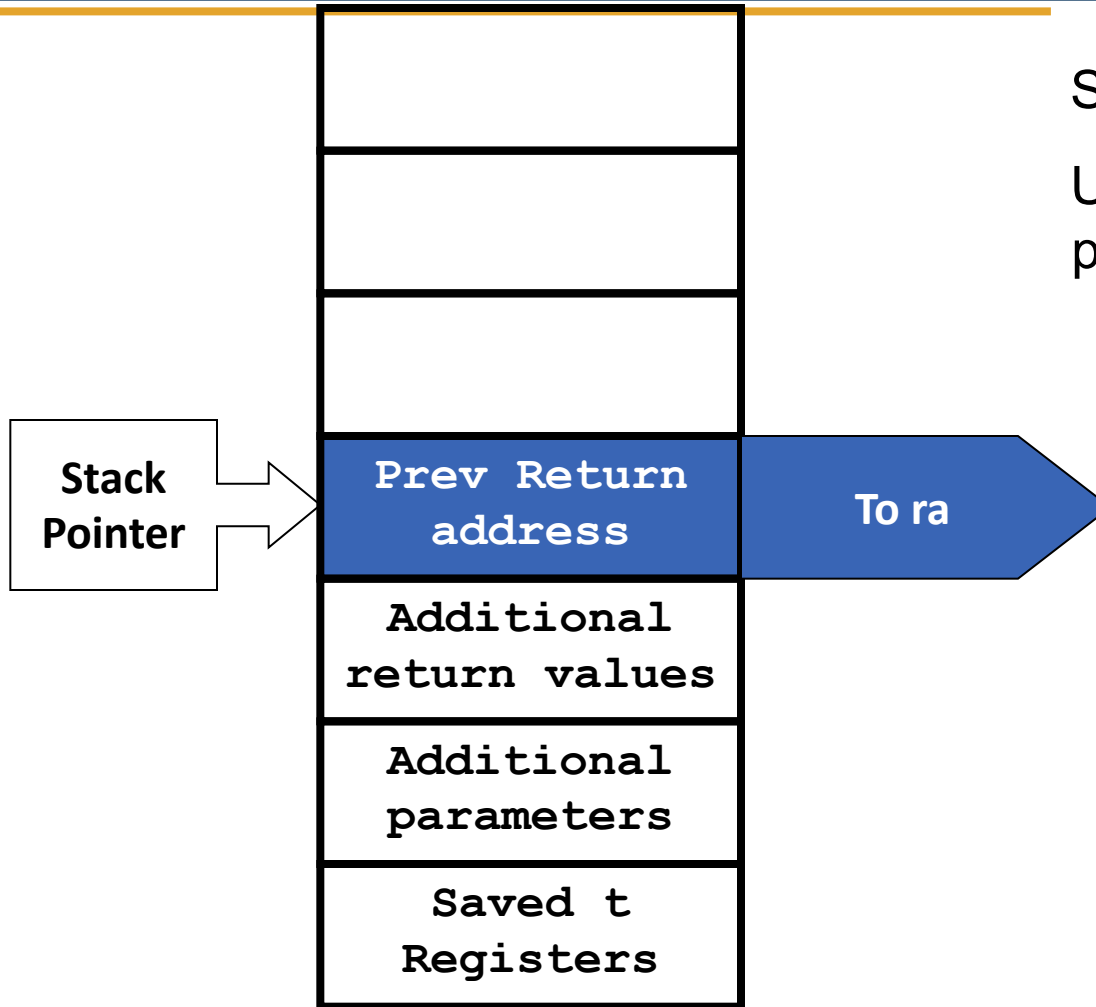 S
U
p
Stack
Pointer
Prev Return
address
To ra
Additional
return values
Additional
parameters
Saved t
Registers